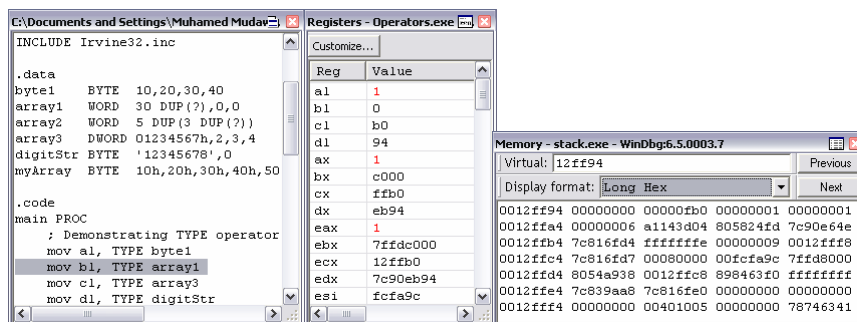 C:\Documents and Settings\Muhamed Mudaw
INCLUDE Irvine32.inc
.data
byte1 BYTE 10,20,30,40
array1 WORD 30 DUP(?),0,0
array2 WORD 5 DUP(3 DUP(?))
array3 DWORD 01234567h,2,3,4
digitStr BYTE '12345678',0
myArray BYTE 10h,20h,30h,40h,50
.code
main PROC
; Demonstrating TYPE operator
mov al, TYPE byte1
mov bl, TYPE array1
mov cl, TYPE array3
mov dl, TYPE digitStr
Registers - Operators.exe
Customize...
Reg Value
al 1
bl 0
cl b0
dl 94
ax 1
bx c000
cx ffb0
dx eb94
eax 1
ebx 7ffdc000
ecx 12ffb0
edx 7c90eb94
esi fcfa9c
Memory - stack.exe - WinDbg:6.5.0003.7
Virtual: 12ff94 Previous
Display format: Long Hex Next
0012ff94 00000000 00000fb0 00000001 00000001
0012ffa4 00000006 a1143d04 805824fd 7c90e64e
0012ffb4 7c816fd4 fffffffe 00000009 0012fff8
0012ffc4 7c816fd7 00080000 00fcfa9c 7ffd8000
0012ffd4 8054a938 0012ffc8 898463f0 ffffffff
0012ffe4 7c839aa8 7c816fe0 00000000 00000000
0012fff4 00000000 00401005 00000000 78746341